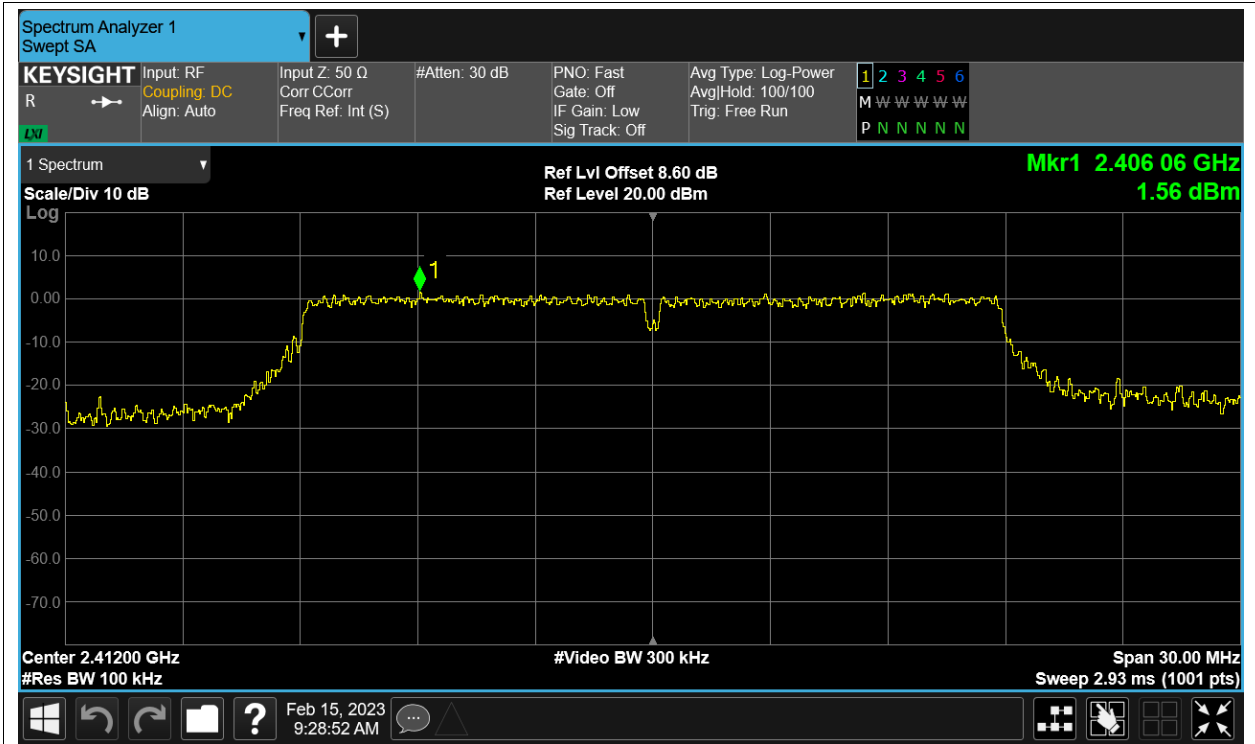 Spectrum Analyzer 1
Swept SA
KEYSIGHT
R
LXI
Input: RF
Coupling: DC
Align: Auto
Input Z: 50 Ω
Corr CCorr
Freq Ref: Int (S)
#Atten: 30 dB
PNO: Fast
Gate: Off
IF Gain: Low
Sig Track: Off
Avg Type: Log-Power
Avg|Hold: 100/100
Trig: Free Run
1 2 3 4 5 6
M W W W W W
P N N N N N
1 Spectrum
Scale/Div 10 dB
Log
Ref Lvl Offset 8.60 dB
Ref Level 20.00 dBm
Mkr1 2.406 06 GHz
1.56 dBm
1
10.0
0.00
-10.0
-20.0
-30.0
-40.0
-50.0
-60.0
-70.0
Center 2.41200 GHz
#Res BW 100 kHz
#Video BW 300 kHz
Span 30.00 MHz
Sweep 2.93 ms (1001 pts)
?
Feb 15, 2023
9:28:52 AM